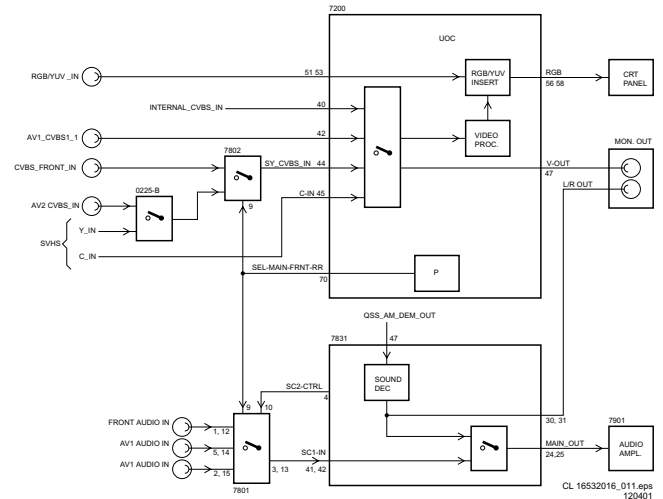 7200
UOC
RGB/YUV _IN
51 53
RGB/YUV
INSERT
RGB
56 58
CRT
PANEL
INTERNAL_CVBS_IN
40
AV1_CVBS1_1
42
VIDEO
PROC.
MON. OUT
CVBS_FRONT_IN
7802
SY_CVBS_IN 44
V-OUT
47
L/R OUT
0225-B
C-IN 45
AV2 CVBS_IN
9
Y_IN
SVHS
C_IN
SEL-MAIN-FRNT-RR
70
P
QSS_AM_DEM_OUT
7831
47
SOUND
DEC
SC2-CTRL
4
9
10
FRONT AUDIO IN
1, 12
30, 31
7901
AV1 AUDIO IN
5, 14
SC1-IN
3, 13
41, 42
MAIN_OUT
24,25
AUDIO
AMPL.
AV1 AUDIO IN
2, 15
7801
CL 16532016_011.eps
120401